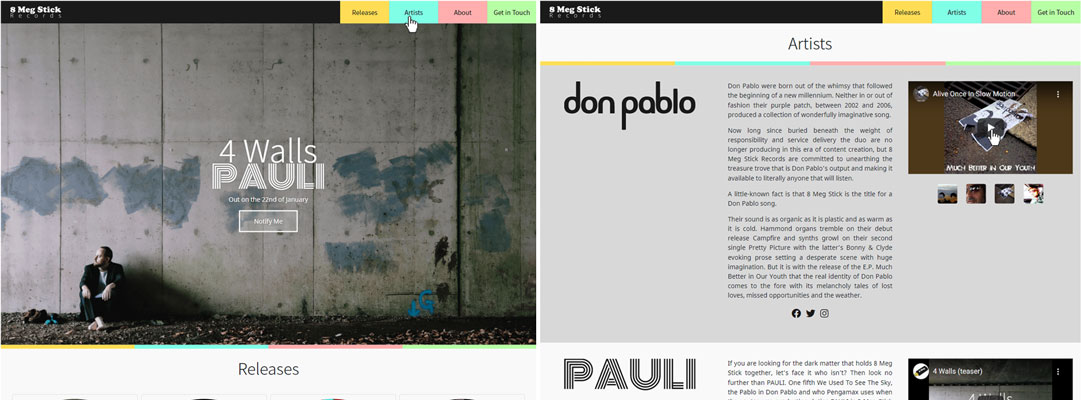 8 Meg Stick
Records
Releases
Artists
About
Get in Touch
4 Walls
PAULI
Out on the 22nd of January
Notify Me
Releases
8 Meg Stick
Records
Releases
Artists
About
Get in Touch
Artists
don pablo
Don Pablo were born out of the whimsy that followed
the beginning of a new millennium. Neither in or out of
fashion their purple patch, between 2002 and 2006,
produced a collection of wonderfully imaginative song.
Now long since buried beneath the weight of
responsibility and service delivery the duo are no
longer producing in this era of content creation, but 8
Meg Stick Records are committed to unearthing the
treasure trove that is Don Pablo's output and making it
available to literally anyone that will listen.
A little-known fact is that 8 Meg Stick is the title for a
Don Pablo song.
Their sound is as organic as it is plastic and as warm as
it is cold. Hammond organs tremble on their debut
release Campfire and synths growl on their second
single Pretty Picture with the latter's Bonny & Clyde
evoking prose setting a desperate scene with huge
imagination. But it is with the release of the E.P. Much
Better in Our Youth that the real identity of Don Pablo
comes to the fore with its melancholy tales of lost
loves, missed opportunities and the weather.
Alive Once In Slow Motion
MUCH BETTER IN OUR YOUTH
PAULI
If you are looking for the dark matter that holds 8 Meg
Stick together, let's face it who isn't? Then look no
further than PAULI. One fifth We Used To See The Sky,
the Pablo in Don Pablo and who Pengamax uses when
4 Walls (teaser)
4 Walls